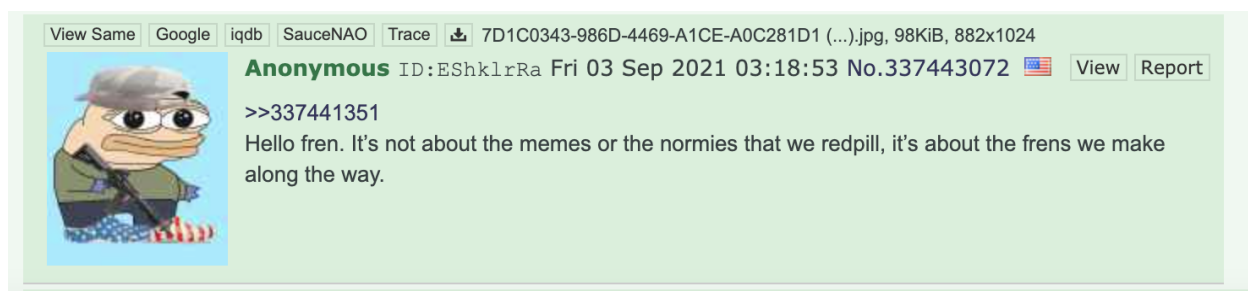 View Same Google iqdb SauceNAO Trace 7D1C0343-986D-4469-A1CE-A0C281D1 (...).jpg, 98KiB, 882x1024
Anonymous ID:EShklrRa Fri 03 Sep 2021 03:18:53 No.337443072 View Report
>>337441351
Hello fren. It’s not about the memes or the normies that we redpill, it’s about the frens we make
along the way.